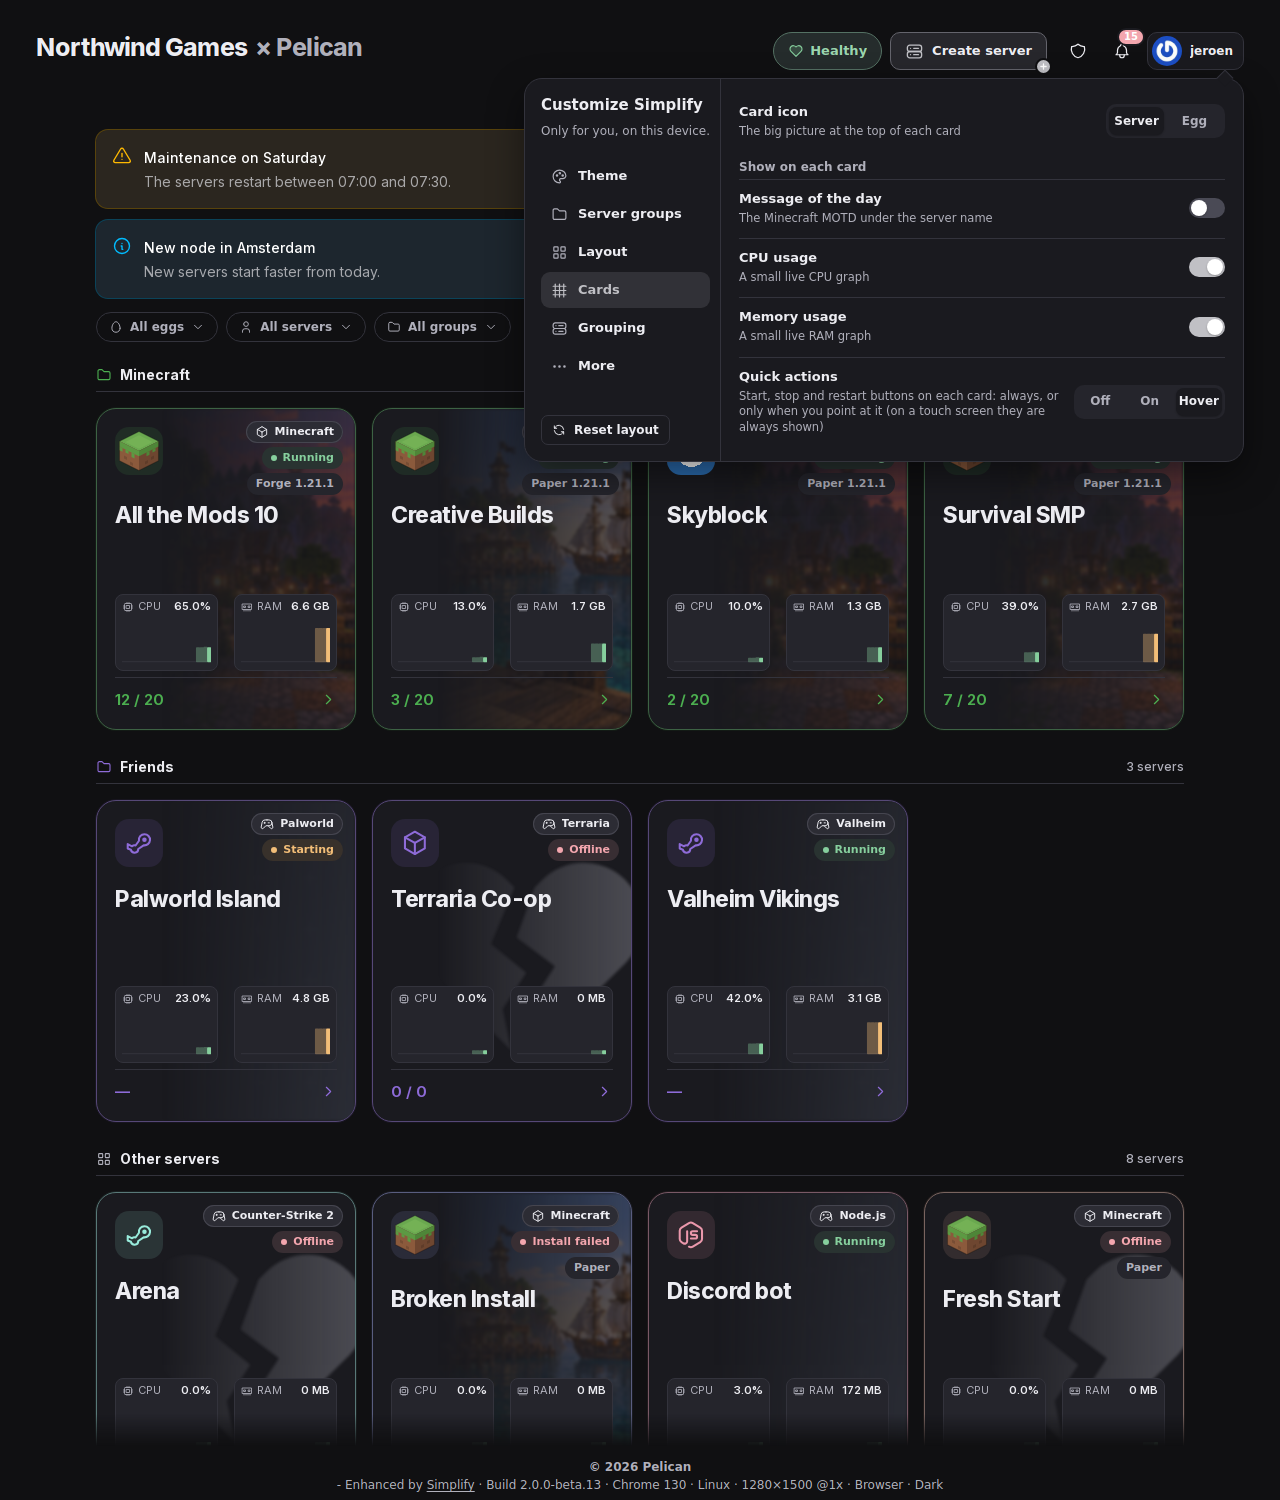 Northwind Games × Pelican
Healthy
Create server
15
jeroen
Maintenance on Saturday
The servers restart between 07:00 and 07:30.
New node in Amsterdam
New servers start faster from today.
All eggs
All servers
All groups
Customize Simplify
Only for you, on this device.
Theme
Server groups
Layout
Cards
Grouping
More
Reset layout
Card icon
The big picture at the top of each card
Server
Egg
Show on each card
Message of the day
The Minecraft MOTD under the server name
CPU usage
A small live CPU graph
Memory usage
A small live RAM graph
Quick actions
Start, stop and restart buttons on each card: always, or
only when you point at it (on a touch screen they are
always shown)
Off
On
Hover
Minecraft
Minecraft
Running
Forge 1.21.1
All the Mods 10
CPU 65.0%
RAM 6.6 GB
12 / 20
Paper 1.21.1
Creative Builds
CPU 13.0%
RAM 1.7 GB
3 / 20
Paper 1.21.1
Skyblock
CPU 10.0%
RAM 1.3 GB
2 / 20
Paper 1.21.1
Survival SMP
CPU 39.0%
RAM 2.7 GB
7 / 20
Friends
3 servers
Palworld
Starting
Palworld Island
CPU 23.0%
RAM 4.8 GB
—
Terraria
Offline
Terraria Co-op
CPU 0.0%
RAM 0 MB
0 / 0
Valheim
Running
Valheim Vikings
CPU 42.0%
RAM 3.1 GB
—
Other servers
8 servers
Counter-Strike 2
Offline
Arena
CPU 0.0%
RAM 0 MB
Minecraft
Install failed
Paper
Broken Install
CPU 0.0%
RAM 0 MB
Node.js
Running
Discord bot
CPU 3.0%
RAM 172 MB
Minecraft
Offline
Paper
Fresh Start
CPU 0.0%
RAM 0 MB
© 2026 Pelican
- Enhanced by Simplify · Build 2.0.0-beta.13 · Chrome 130 · Linux · 1280×1500 @1x · Browser · Dark